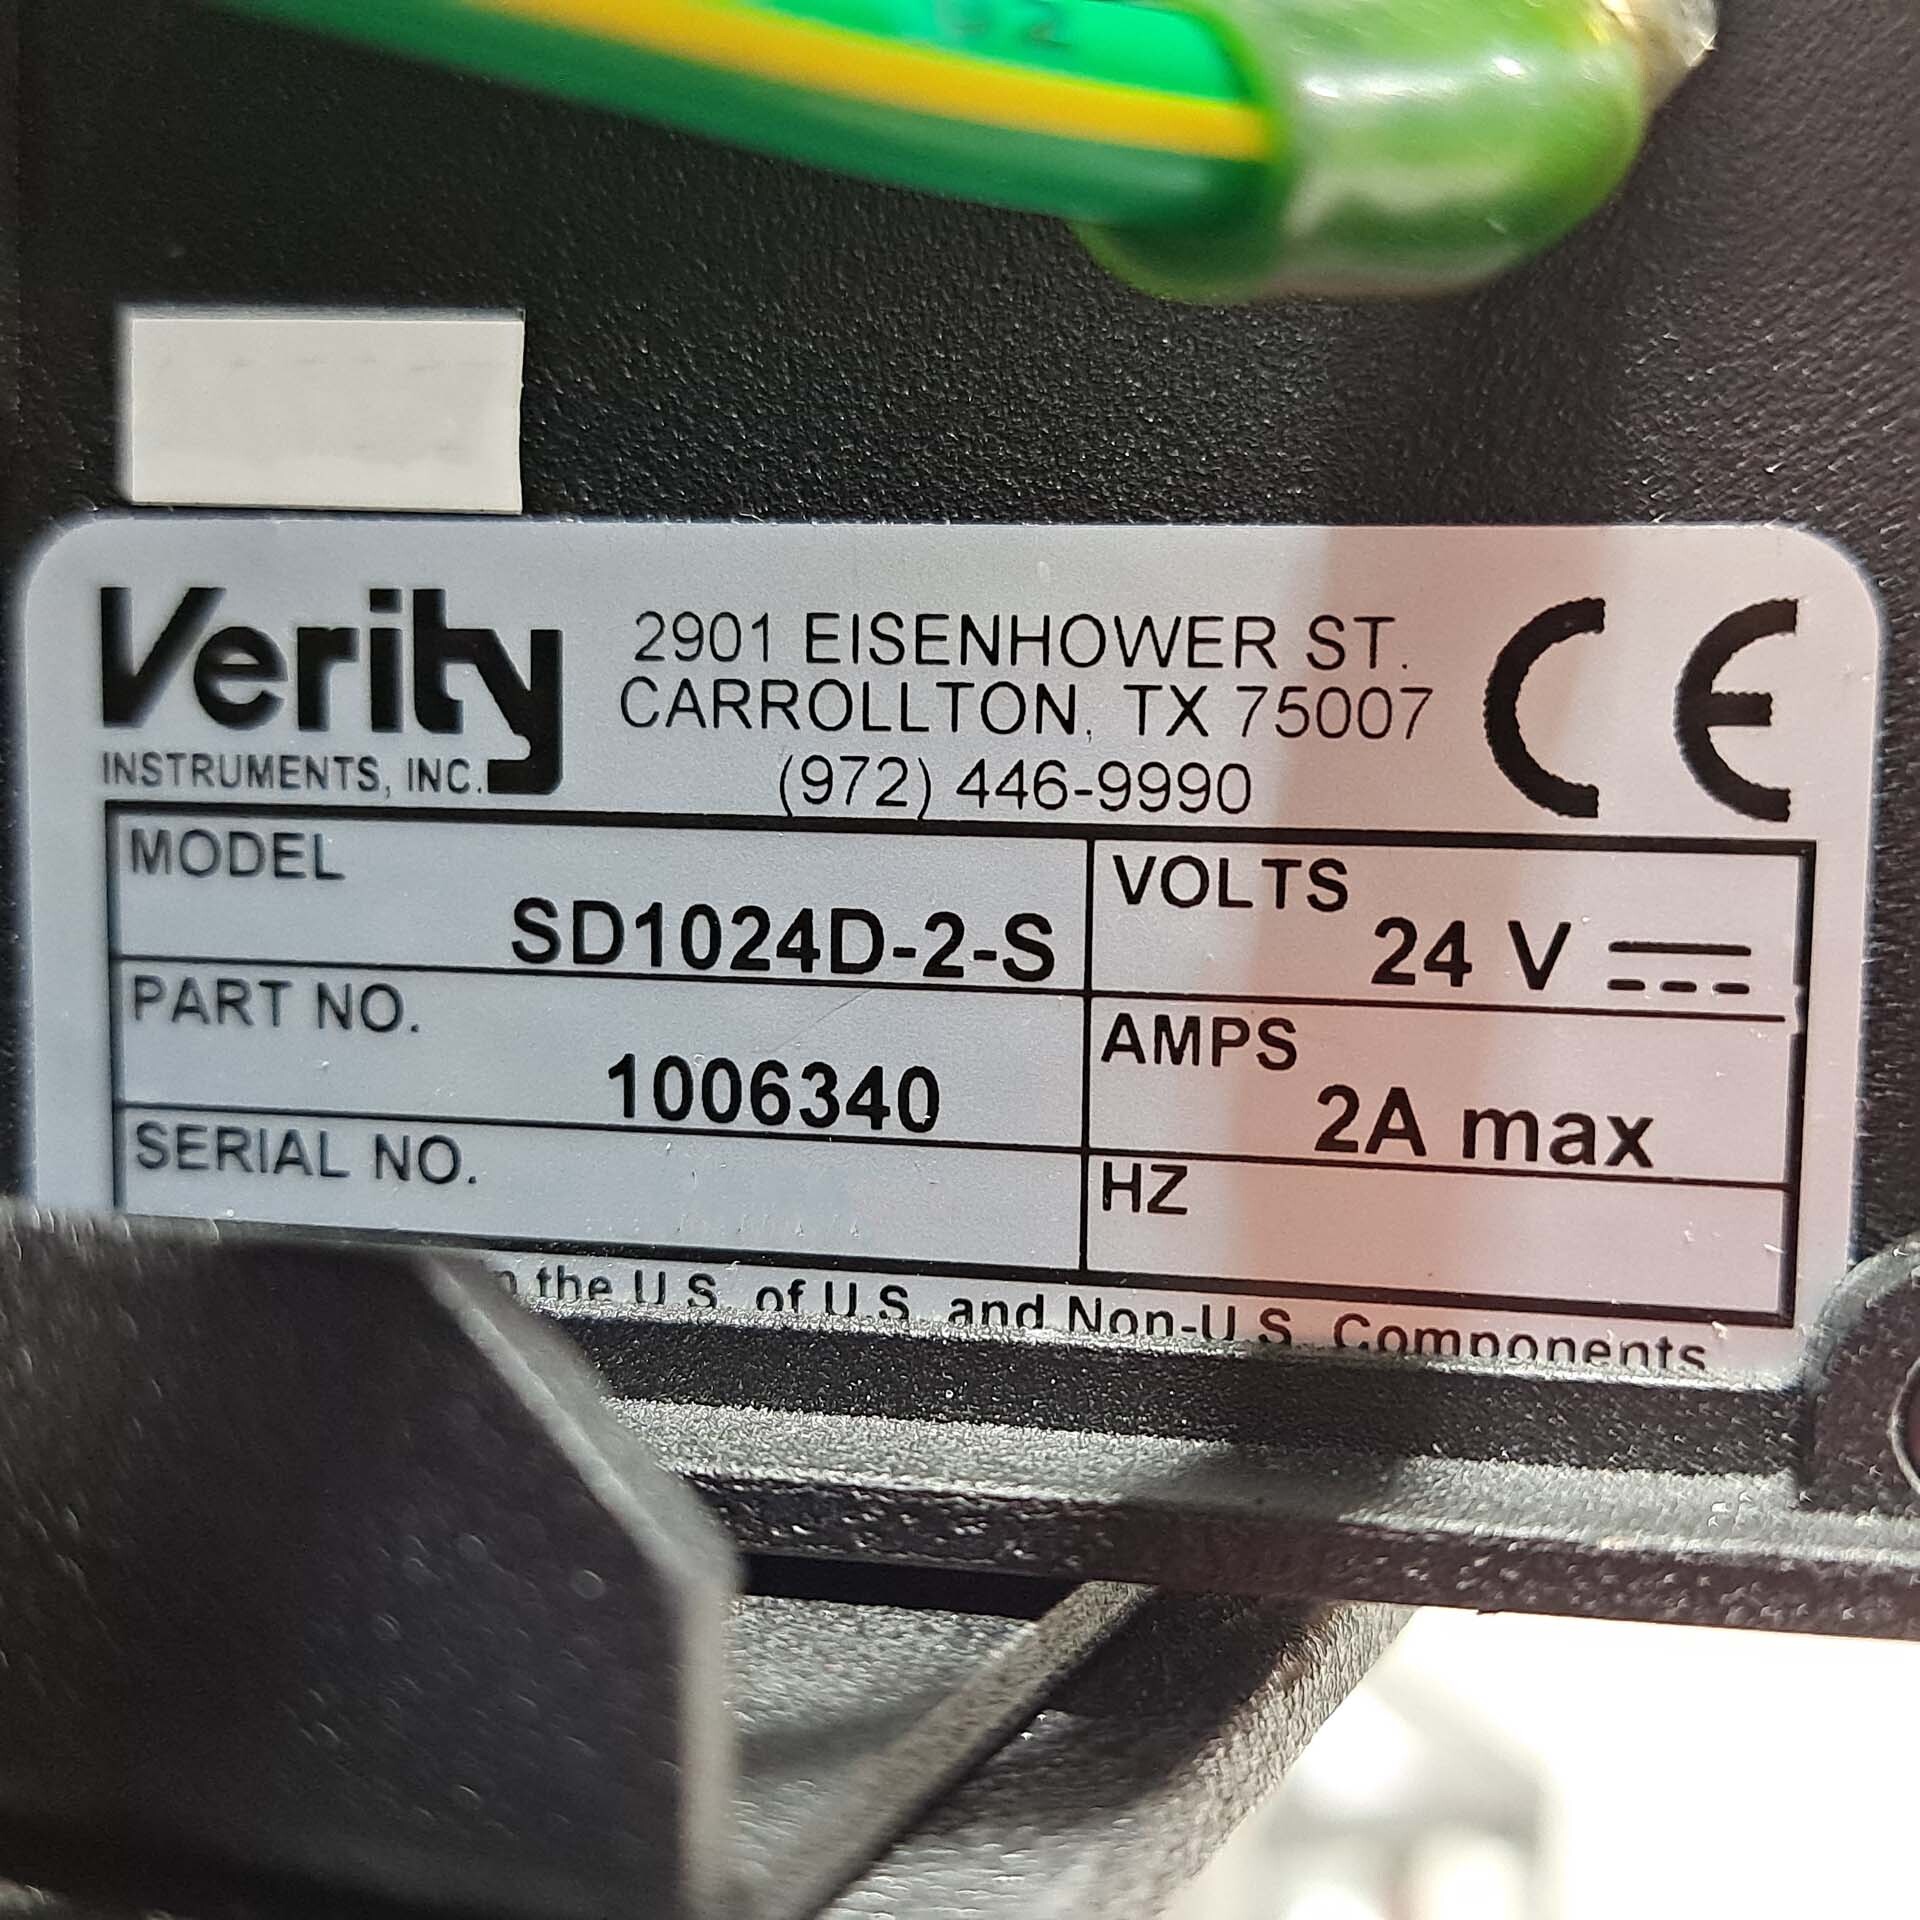 Verity
INSTRUMENTS, INC.
2901 EISENHOWER ST.
CARROLLTON, TX 75007
(972) 446-9990
CE
MODEL
SD1024D-2-S
VOLTS
24 V
PART NO.
1006340
AMPS
2A max
SERIAL NO.
HZ
the U.S. of U.S. and Non-U.S. Components